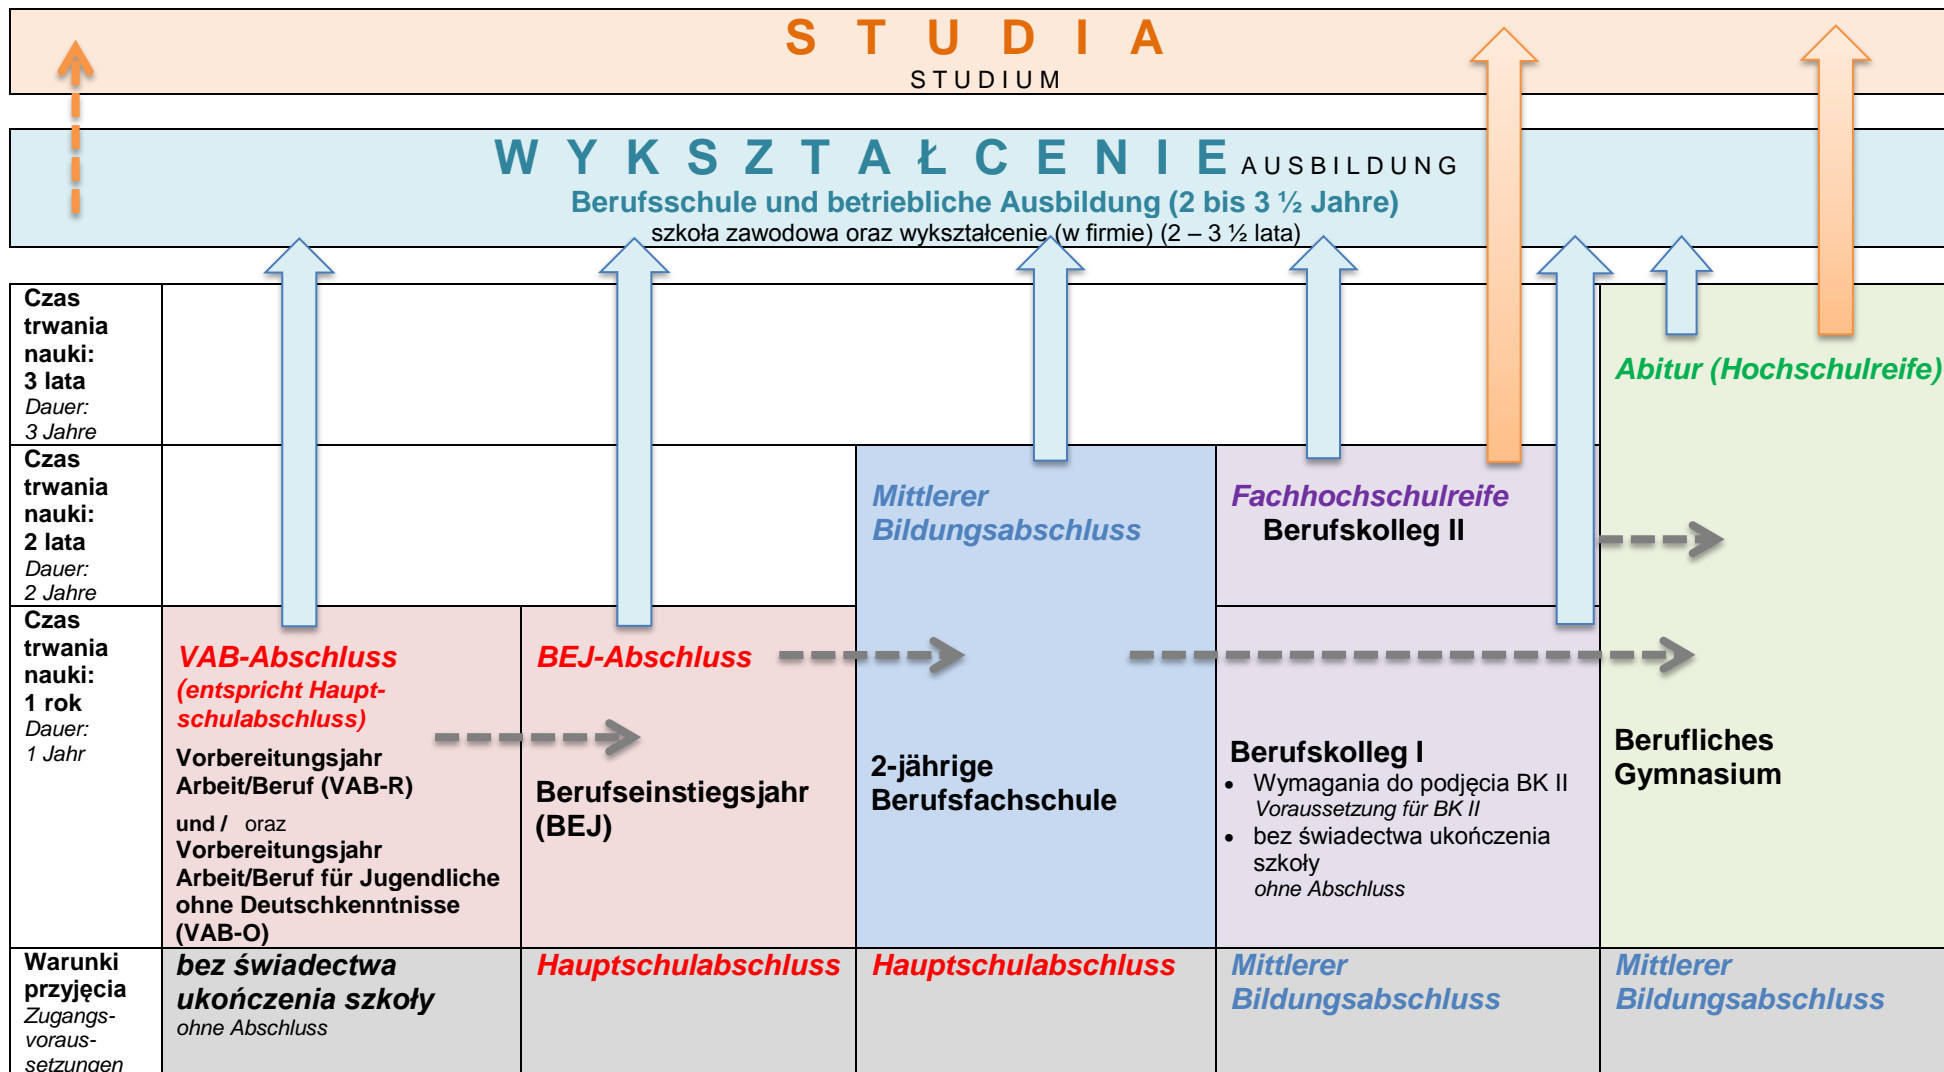 S T U D I A
STUDIUM
W Y K S Z T A Ł C E N I E AUSBILDUNG
Berufsschule und betriebliche Ausbildung (2 bis 3 ½ Jahre)
szkoła zawodowa oraz wykształcenie (w firmie) (2 – 3 ½ lata)
Czas
trwania
nauki:
3 lata
Dauer:
3 Jahre
Abitur (Hochschulreife)
Czas
trwania
nauki:
2 lata
Dauer:
2 Jahre
Mittlerer
Bildungsabschluss
Fachhochschulreife
Berufskolleg II
Czas
trwania
nauki:
1 rok
Dauer:
1 Jahr
VAB-Abschluss
(entspricht Haupt-
schulabschluss)
Vorbereitungsjahr
Arbeit/Beruf (VAB-R)
und / oraz
Vorbereitungsjahr
Arbeit/Beruf für Jugendliche
ohne Deutschkenntnisse
(VAB-O)
BEJ-Abschluss
Berufseinstiegsjahr
(BEJ)
2-jährige
Berufsfachschule
Berufskolleg I
• Wymagania do podjęcia BK II
Voraussetzung für BK II
• bez świadectwa ukończenia
szkoły
ohne Abschluss
Berufliches
Gymnasium
Warunki
przyjęcia
Zugangs-
voraus-
setzungen
bez świadectwa
ukończenia szkoły
ohne Abschluss
Hauptschulabschluss
Hauptschulabschluss
Mittlerer
Bildungsabschluss
Mittlerer
Bildungsabschluss